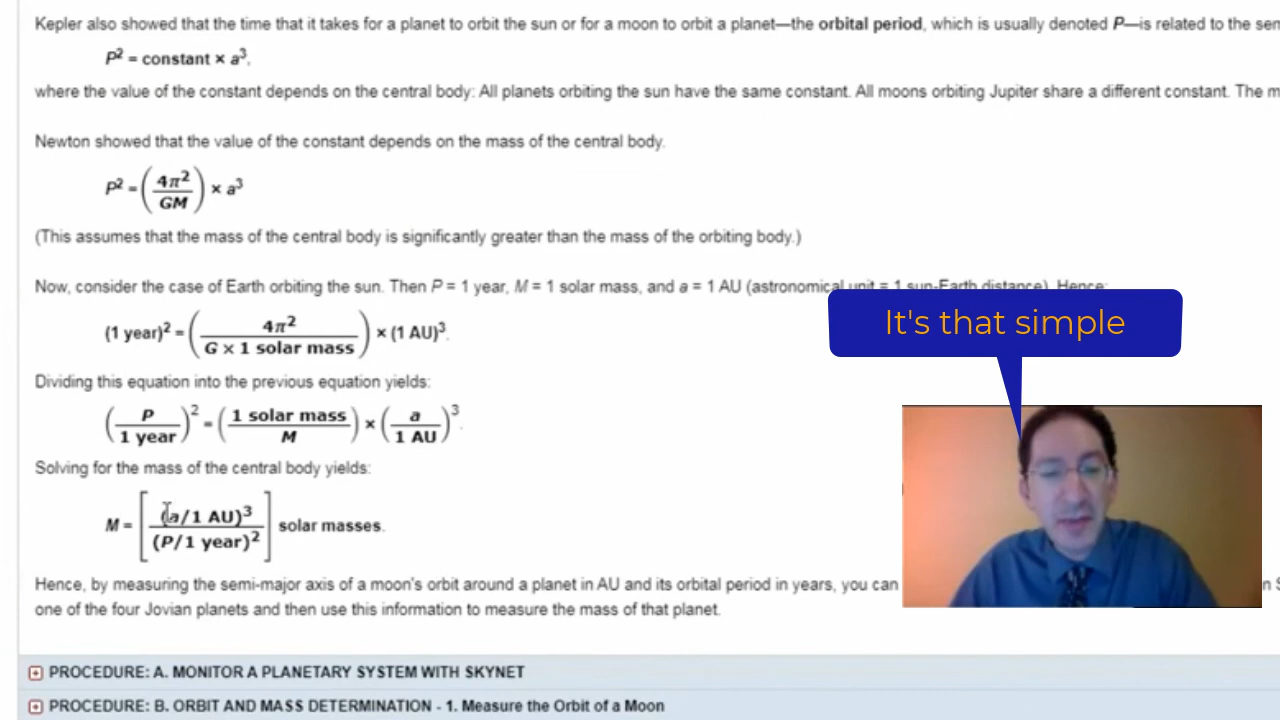 Kepler also showed that the time that it takes for a planet to orbit the sun or for a moon to orbit a planet—the orbital period, which is usually denoted P—is related to the
P² = constant × a³.
where the value of the constant depends on the central body: All planets orbiting the sun have the same constant. All moons orbiting Jupiter share a different constant. The
Newton showed that the value of the constant depends on the mass of the central body.
P² = (4π²/GM) × a³
(This assumes that the mass of the central body is significantly greater than the mass of the orbiting body.)
Now, consider the case of Earth orbiting the sun. Then P = 1 year, M = 1 solar mass, and a = 1 AU (astronomical unit = 1 sun-Earth distance). Hence:
It's that simple
(1 year)² = (4π²/G × 1 solar mass) × (1 AU)³.
Dividing this equation into the previous equation yields:
(P/1 year)² = (1 solar mass/M) × (a/1 AU)³.
Solving for the mass of the central body yields:
M = [(a/1 AU)³/(P/1 year)²] solar masses.
Hence, by measuring the semi-major axis of a moon's orbit around a planet in AU and its orbital period in years, you can
one of the four Jovian planets and then use this information to measure the mass of that planet.
PROCEDURE: A. MONITOR A PLANETARY SYSTEM WITH SKYNET
PROCEDURE: B. ORBIT AND MASS DETERMINATION - 1. Measure the Orbit of a Moon